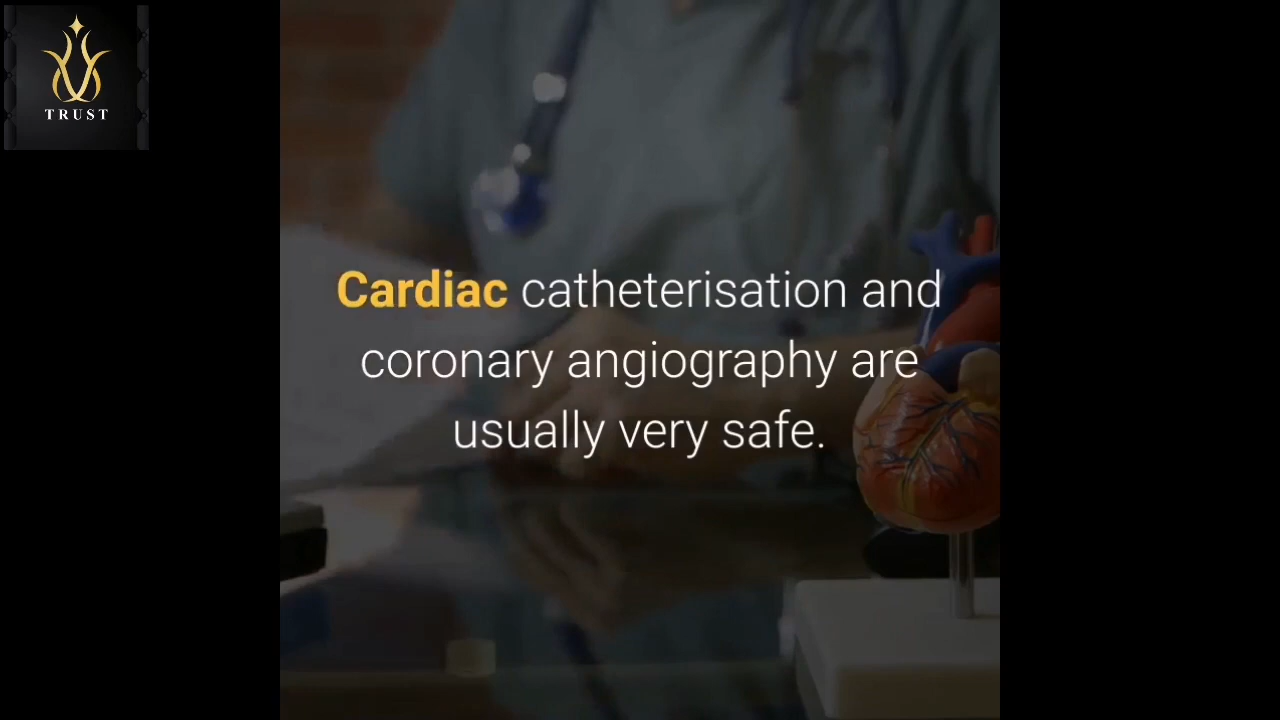 TRUST
Cardiac catheterisation and
coronary angiography are
usually very safe.